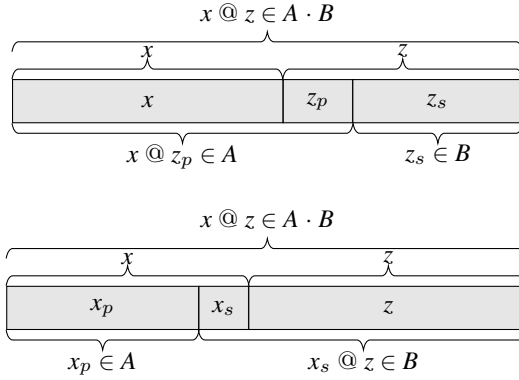 x @ z ∈ A · B
x z
x z_p z_s
x @ z_p ∈ A z_s ∈ B
x @ z ∈ A · B
x z
x_p x_s z
x_p ∈ A x_s @ z ∈ B